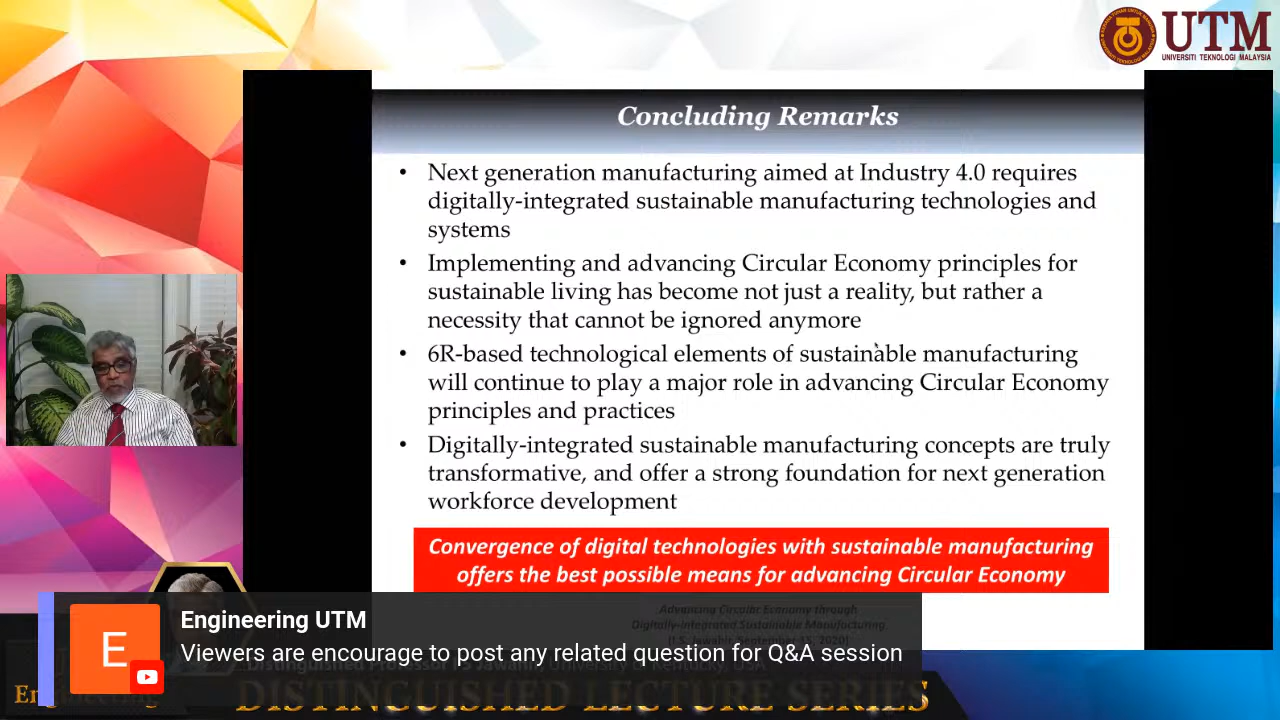 UTM
UNIVERSITI TEKNOLOGI MALAYSIA
Concluding Remarks
• Next generation manufacturing aimed at Industry 4.0 requires
digitally-integrated sustainable manufacturing technologies and
systems
• Implementing and advancing Circular Economy principles for
sustainable living has become not just a reality, but rather a
necessity that cannot be ignored anymore
• 6R-based technological elements of sustainable manufacturing
will continue to play a major role in advancing Circular Economy
principles and practices
• Digitally-integrated sustainable manufacturing concepts are truly
transformative, and offer a strong foundation for next generation
workforce development
Convergence of digital technologies with sustainable manufacturing
offers the best possible means for advancing Circular Economy
Advancing Circular Economy through
Digitally-integrated Sustainable Manufacturing
E
Engineering UTM
Viewers are encourage to post any related question for Q&A session
DISTINGUISHED LECTURE SERIES